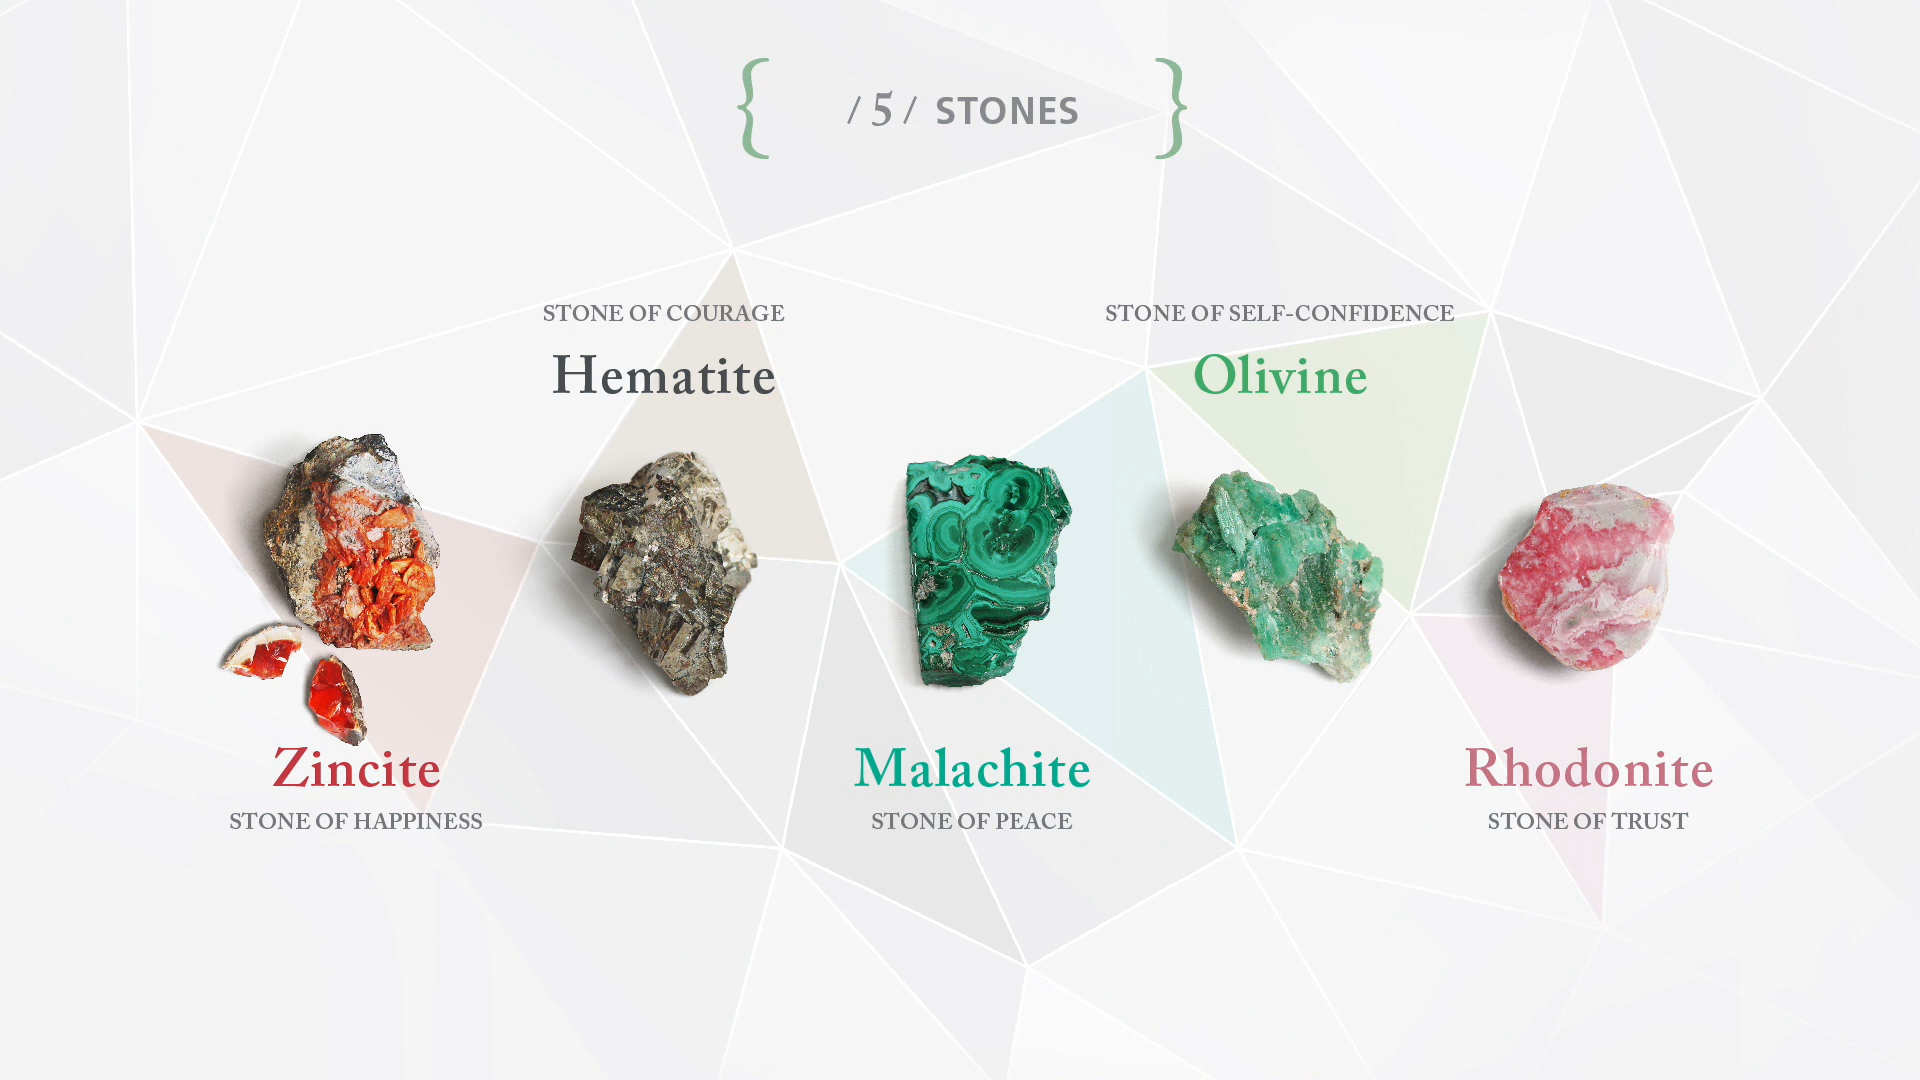 { / 5 / STONES }
STONE OF COURAGE
Hematite
STONE OF SELF-CONFIDENCE
Olivine
Zincite
STONE OF HAPPINESS
Malachite
STONE OF PEACE
Rhodonite
STONE OF TRUST